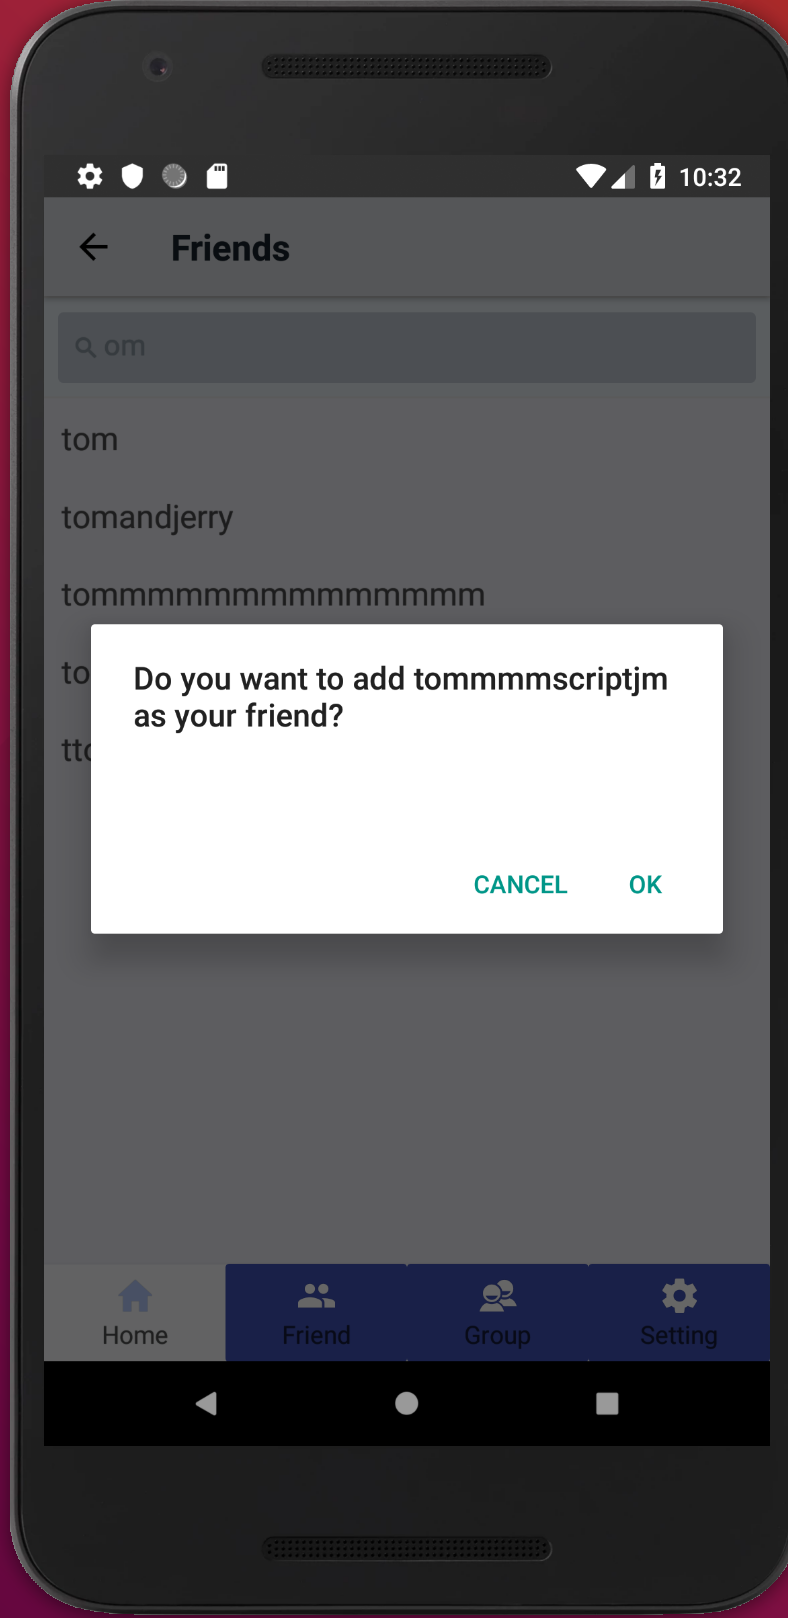 10:32
Friends
om
tom
tomandjerry
tommmmmmmmmmmmmm
Do you want to add tommmmscriptjm
as your friend?
CANCEL OK
Home Friend Group Setting